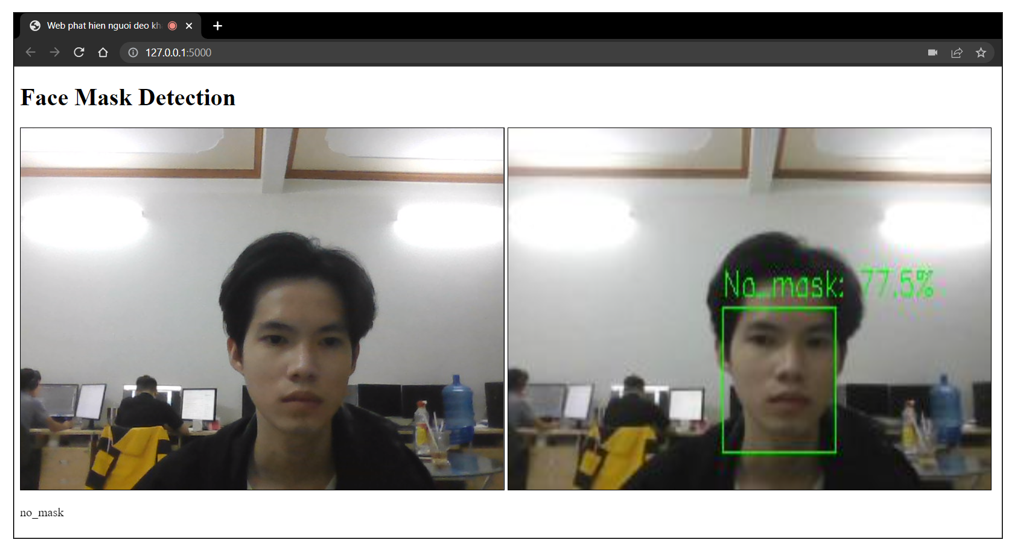 Web phat hien nguoi deo kh
127.0.0.1:5000
Face Mask Detection
No_mask: 77.5%
no_mask